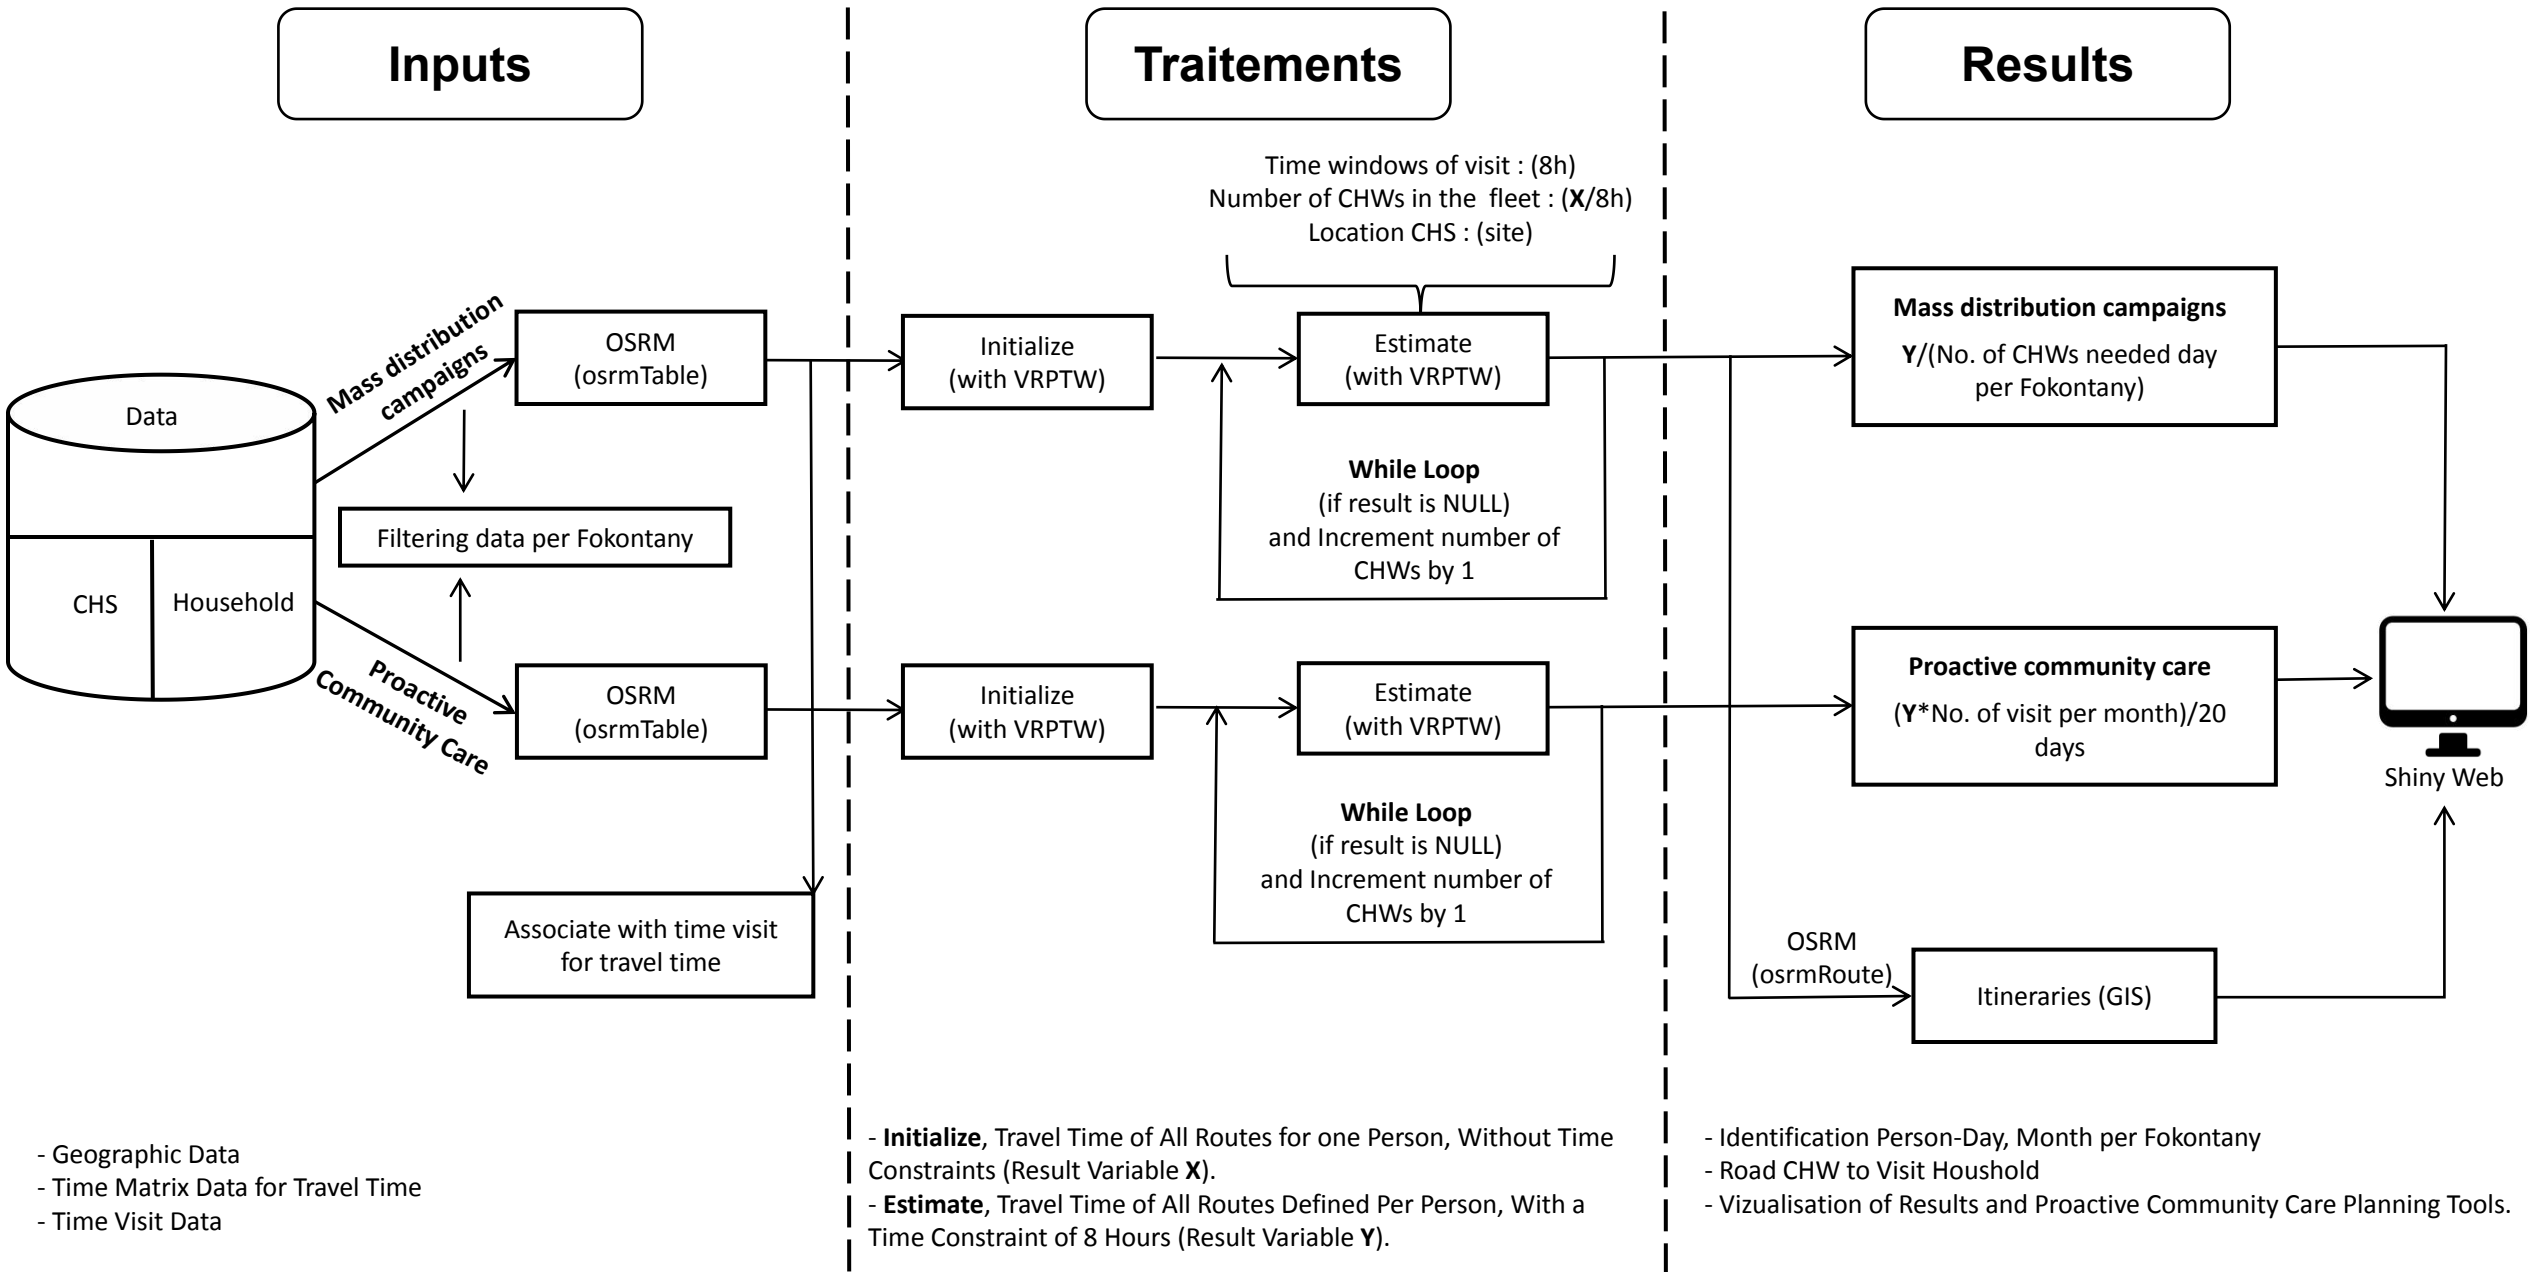 Inputs
Traitements
Results
Time windows of visit : (8h)
Number of CHWs in the fleet : (X/8h)
Location CHS : (site)
Data
CHS
Household
Mass distribution
campaigns
OSRM
(osrmTable)
Filtering data per Fokontany
Proactive
Community Care
OSRM
(osrmTable)
Associate with time visit
for travel time
Initialize
(with VRPTW)
Estimate
(with VRPTW)
While Loop
(if result is NULL)
and Increment number of
CHWs by 1
Initialize
(with VRPTW)
Estimate
(with VRPTW)
While Loop
(if result is NULL)
and Increment number of
CHWs by 1
Mass distribution campaigns
Y/(No. of CHWs needed day
per Fokontany)
Proactive community care
(Y*No. of visit per month)/20
days
Shiny Web
OSRM
(osrmRoute)
Itineraries (GIS)
- Geographic Data
- Time Matrix Data for Travel Time
- Time Visit Data
- Initialize, Travel Time of All Routes for one Person, Without Time
Constraints (Result Variable X).
- Estimate, Travel Time of All Routes Defined Per Person, With a
Time Constraint of 8 Hours (Result Variable Y).
- Identification Person-Day, Month per Fokontany
- Road CHW to Visit Houshold
- Vizualisation of Results and Proactive Community Care Planning Tools.